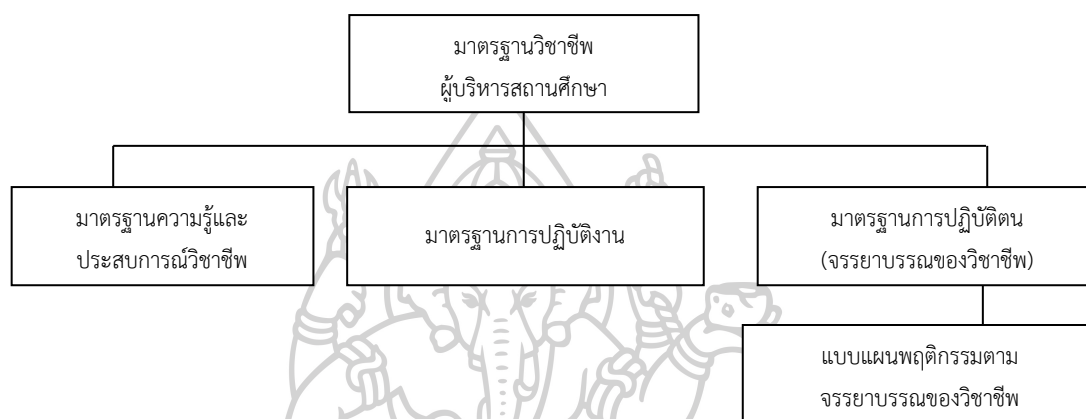 มาตรฐานวิชาชีพ
ผู้บริหารสถานศึกษา
มาตรฐานความรู้และ
ประสบการณ์วิชาชีพ
มาตรฐานการปฏิบัติงาน
มาตรฐานการปฏิบัติตน
(จรรยาบรรณของวิชาชีพ)
แบบแผนพฤติกรรมตาม
จรรยาบรรณของวิชาชีพ